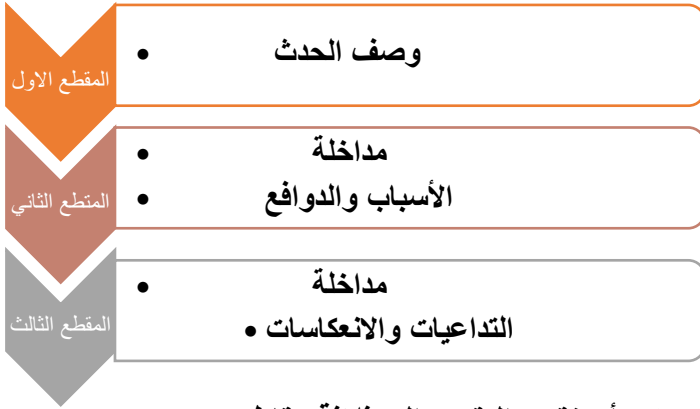 المقطع الاول
• وصف الحدث
المتطع الثاني
• مداخلة
• الأسباب والدوافع
المقطع الثالث
• مداخلة
التداعيات والانعكاسات •